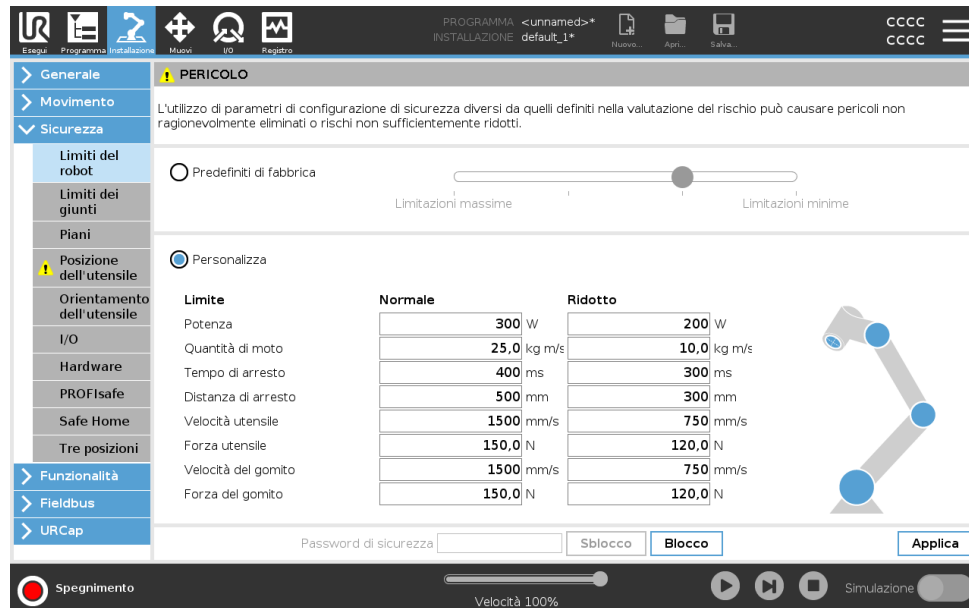 PROGRAMMA <unnamed>*
INSTALLAZIONE default_1*
Esegui Programma Installazione Muovi I/O Registro Nuovo... Apri... Salva...
CCCC
CCCC
Generale
Movimento
Sicurezza
Limiti del
robot
Limiti dei
giunti
Piani
Posizione
dell'utensile
Orientamento
dell'utensile
I/O
Hardware
PROFIsafe
Safe Home
Tre posizioni
Funzionalità
Fieldbus
URCap
PERICOLO
L'utilizzo di parametri di configurazione di sicurezza diversi da quelli definiti nella valutazione del rischio può causare pericoli non
ragionevolmente eliminati o rischi non sufficientemente ridotti.
Predefiniti di fabbrica
Limitazioni massime Limitazioni minime
Personalizza
Limite Normale Ridotto
Potenza 300 W 200 W
Quantità di moto 25,0 kg m/s 10,0 kg m/s
Tempo di arresto 400 ms 300 ms
Distanza di arresto 500 mm 300 mm
Velocità utensile 1500 mm/s 750 mm/s
Forza utensile 150,0 N 120,0 N
Velocità del gomito 1500 mm/s 750 mm/s
Forza del gomito 150,0 N 120,0 N
Password di sicurezza Sblocco Blocco Applica
Spegnimento
Velocità 100%
Simulazione